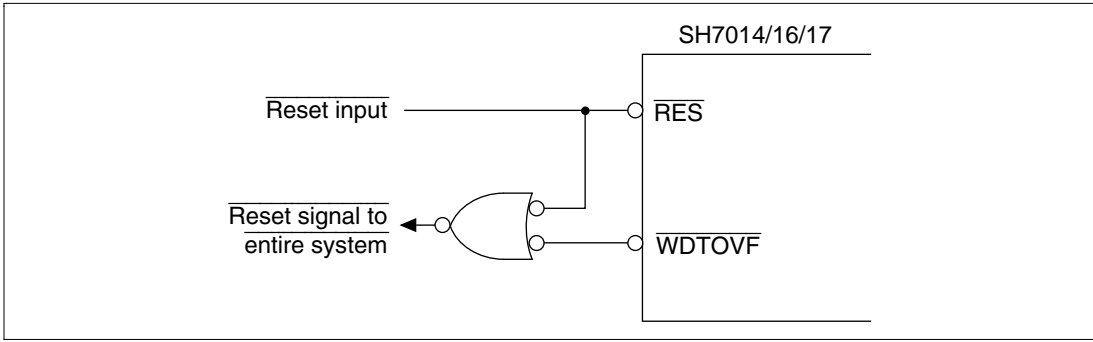 SH7014/16/17
Reset input
RES
Reset signal to
entire system
WDTOVF